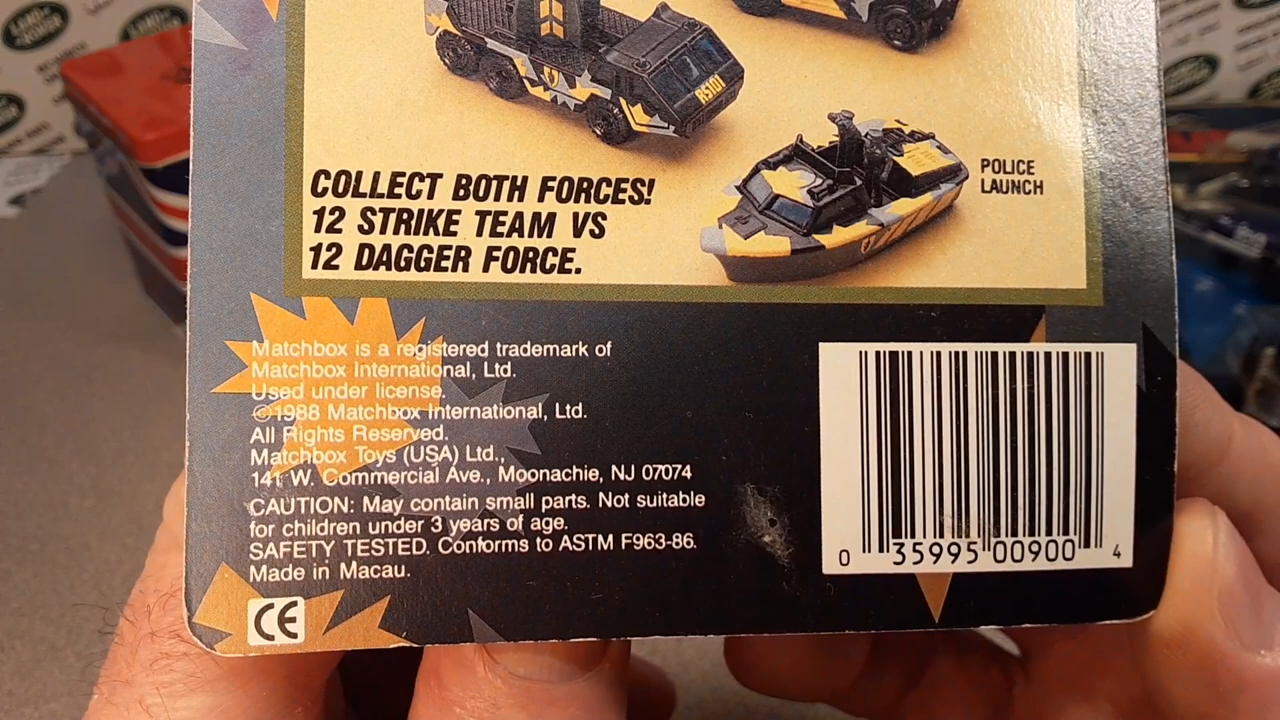 RS101
POLICE
LAUNCH
COLLECT BOTH FORCES!
12 STRIKE TEAM VS
12 DAGGER FORCE.
Matchbox is a registered trademark of
Matchbox International, Ltd.
Used under license.
©1988 Matchbox International, Ltd.
All Rights Reserved.
Matchbox Toys (USA) Ltd.,
141 W. Commercial Ave., Moonachie, NJ 07074
CAUTION: May contain small parts. Not suitable
for children under 3 years of age.
SAFETY TESTED. Conforms to ASTM F963-86.
Made in Macau.
CE
0 35995 00900 4